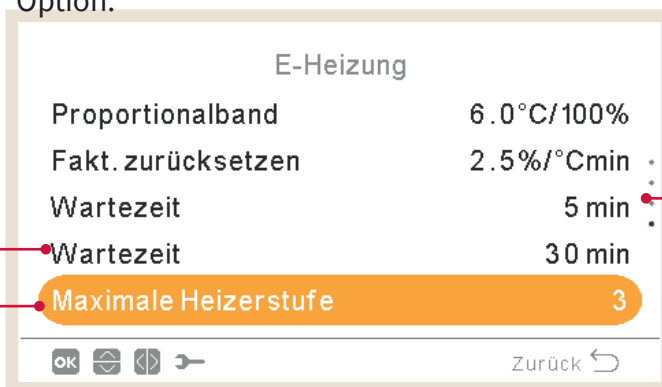 Option.
E-Heizung
Proportionalband 6.0°C/100%
Fakt. zurücksetzen 2.5%/°Cmin
Wartezeit 5 min
Wartezeit 30 min
Maximale Heizerstufe 3
OK Zurück